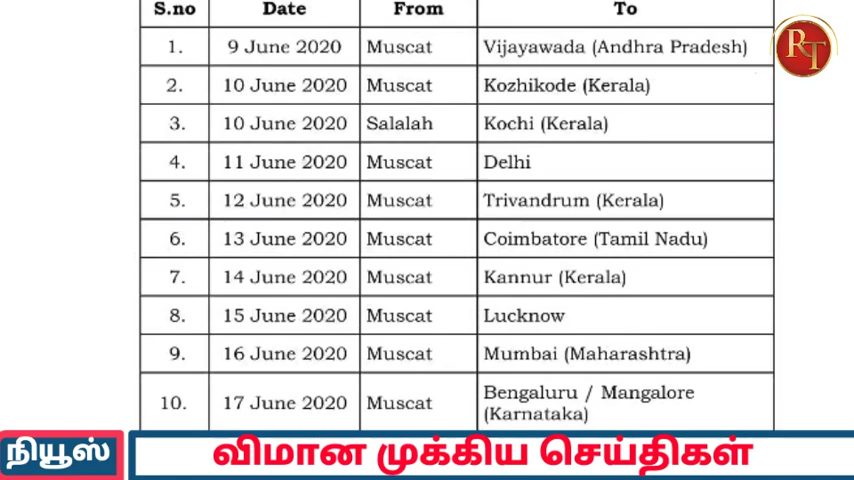 S.no Date From To
1. 9 June 2020 Muscat Vijayawada (Andhra Pradesh)
2. 10 June 2020 Muscat Kozhikode (Kerala)
3. 10 June 2020 Salalah Kochi (Kerala)
4. 11 June 2020 Muscat Delhi
5. 12 June 2020 Muscat Trivandrum (Kerala)
6. 13 June 2020 Muscat Coimbatore (Tamil Nadu)
7. 14 June 2020 Muscat Kannur (Kerala)
8. 15 June 2020 Muscat Lucknow
9. 16 June 2020 Muscat Mumbai (Maharashtra)
10. 17 June 2020 Muscat Bengaluru / Mangalore
(Karnataka)
RT
நியூஸ் விமான முக்கிய செய்திகள்